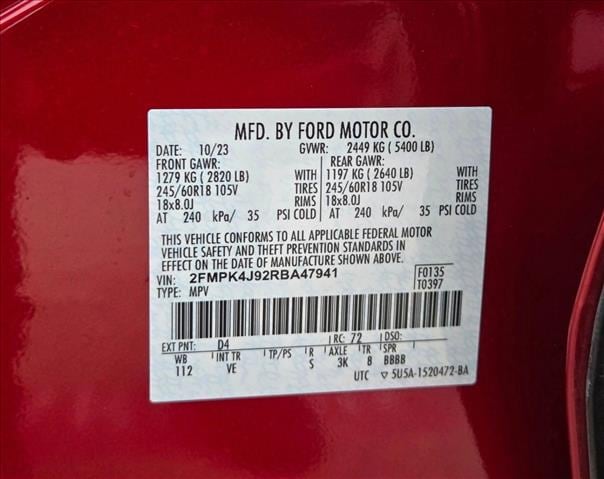 MFD. BY FORD MOTOR CO.
DATE: 10/23 GVWR: 2449 KG ( 5400 LB)
FRONT GAWR: REAR GAWR:
1279 KG ( 2820 LB) WITH 1197 KG ( 2640 LB) WITH
245/60R18 105V TIRES 245/60R18 105V TIRES
18x8.0J RIMS 18x8.0J RIMS
AT 240 kPa/ 35 PSI COLD AT 240 kPa/ 35 PSI COLD
THIS VEHICLE CONFORMS TO ALL APPLICABLE FEDERAL MOTOR
VEHICLE SAFETY AND THEFT PREVENTION STANDARDS IN
EFFECT ON THE DATE OF MANUFACTURE SHOWN ABOVE.
VIN: 2FMPK4J92RBA47941 F0135
TYPE: MPV T0397
EXT PNT: D4 RC: 72 DSO:
WB INT TR TP/PS R AXLE TR SPR
112 VE S 3K 8 BBBB
UTC ▽ 5U5A-1520472-BA